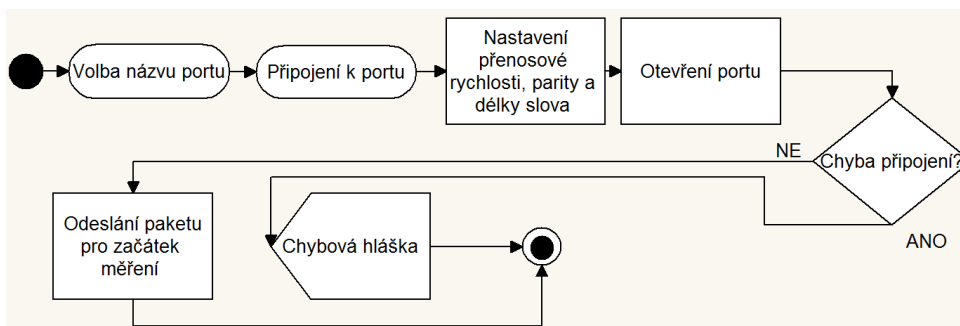 Volba názvu portu
Připojení k portu
Nastavení
přenosové
rychlosti, parity a
délky slova
Otevření portu
Chyba připojení?
NE
ANO
Odeslání paketu
pro začátek
měření
Chybová hláška